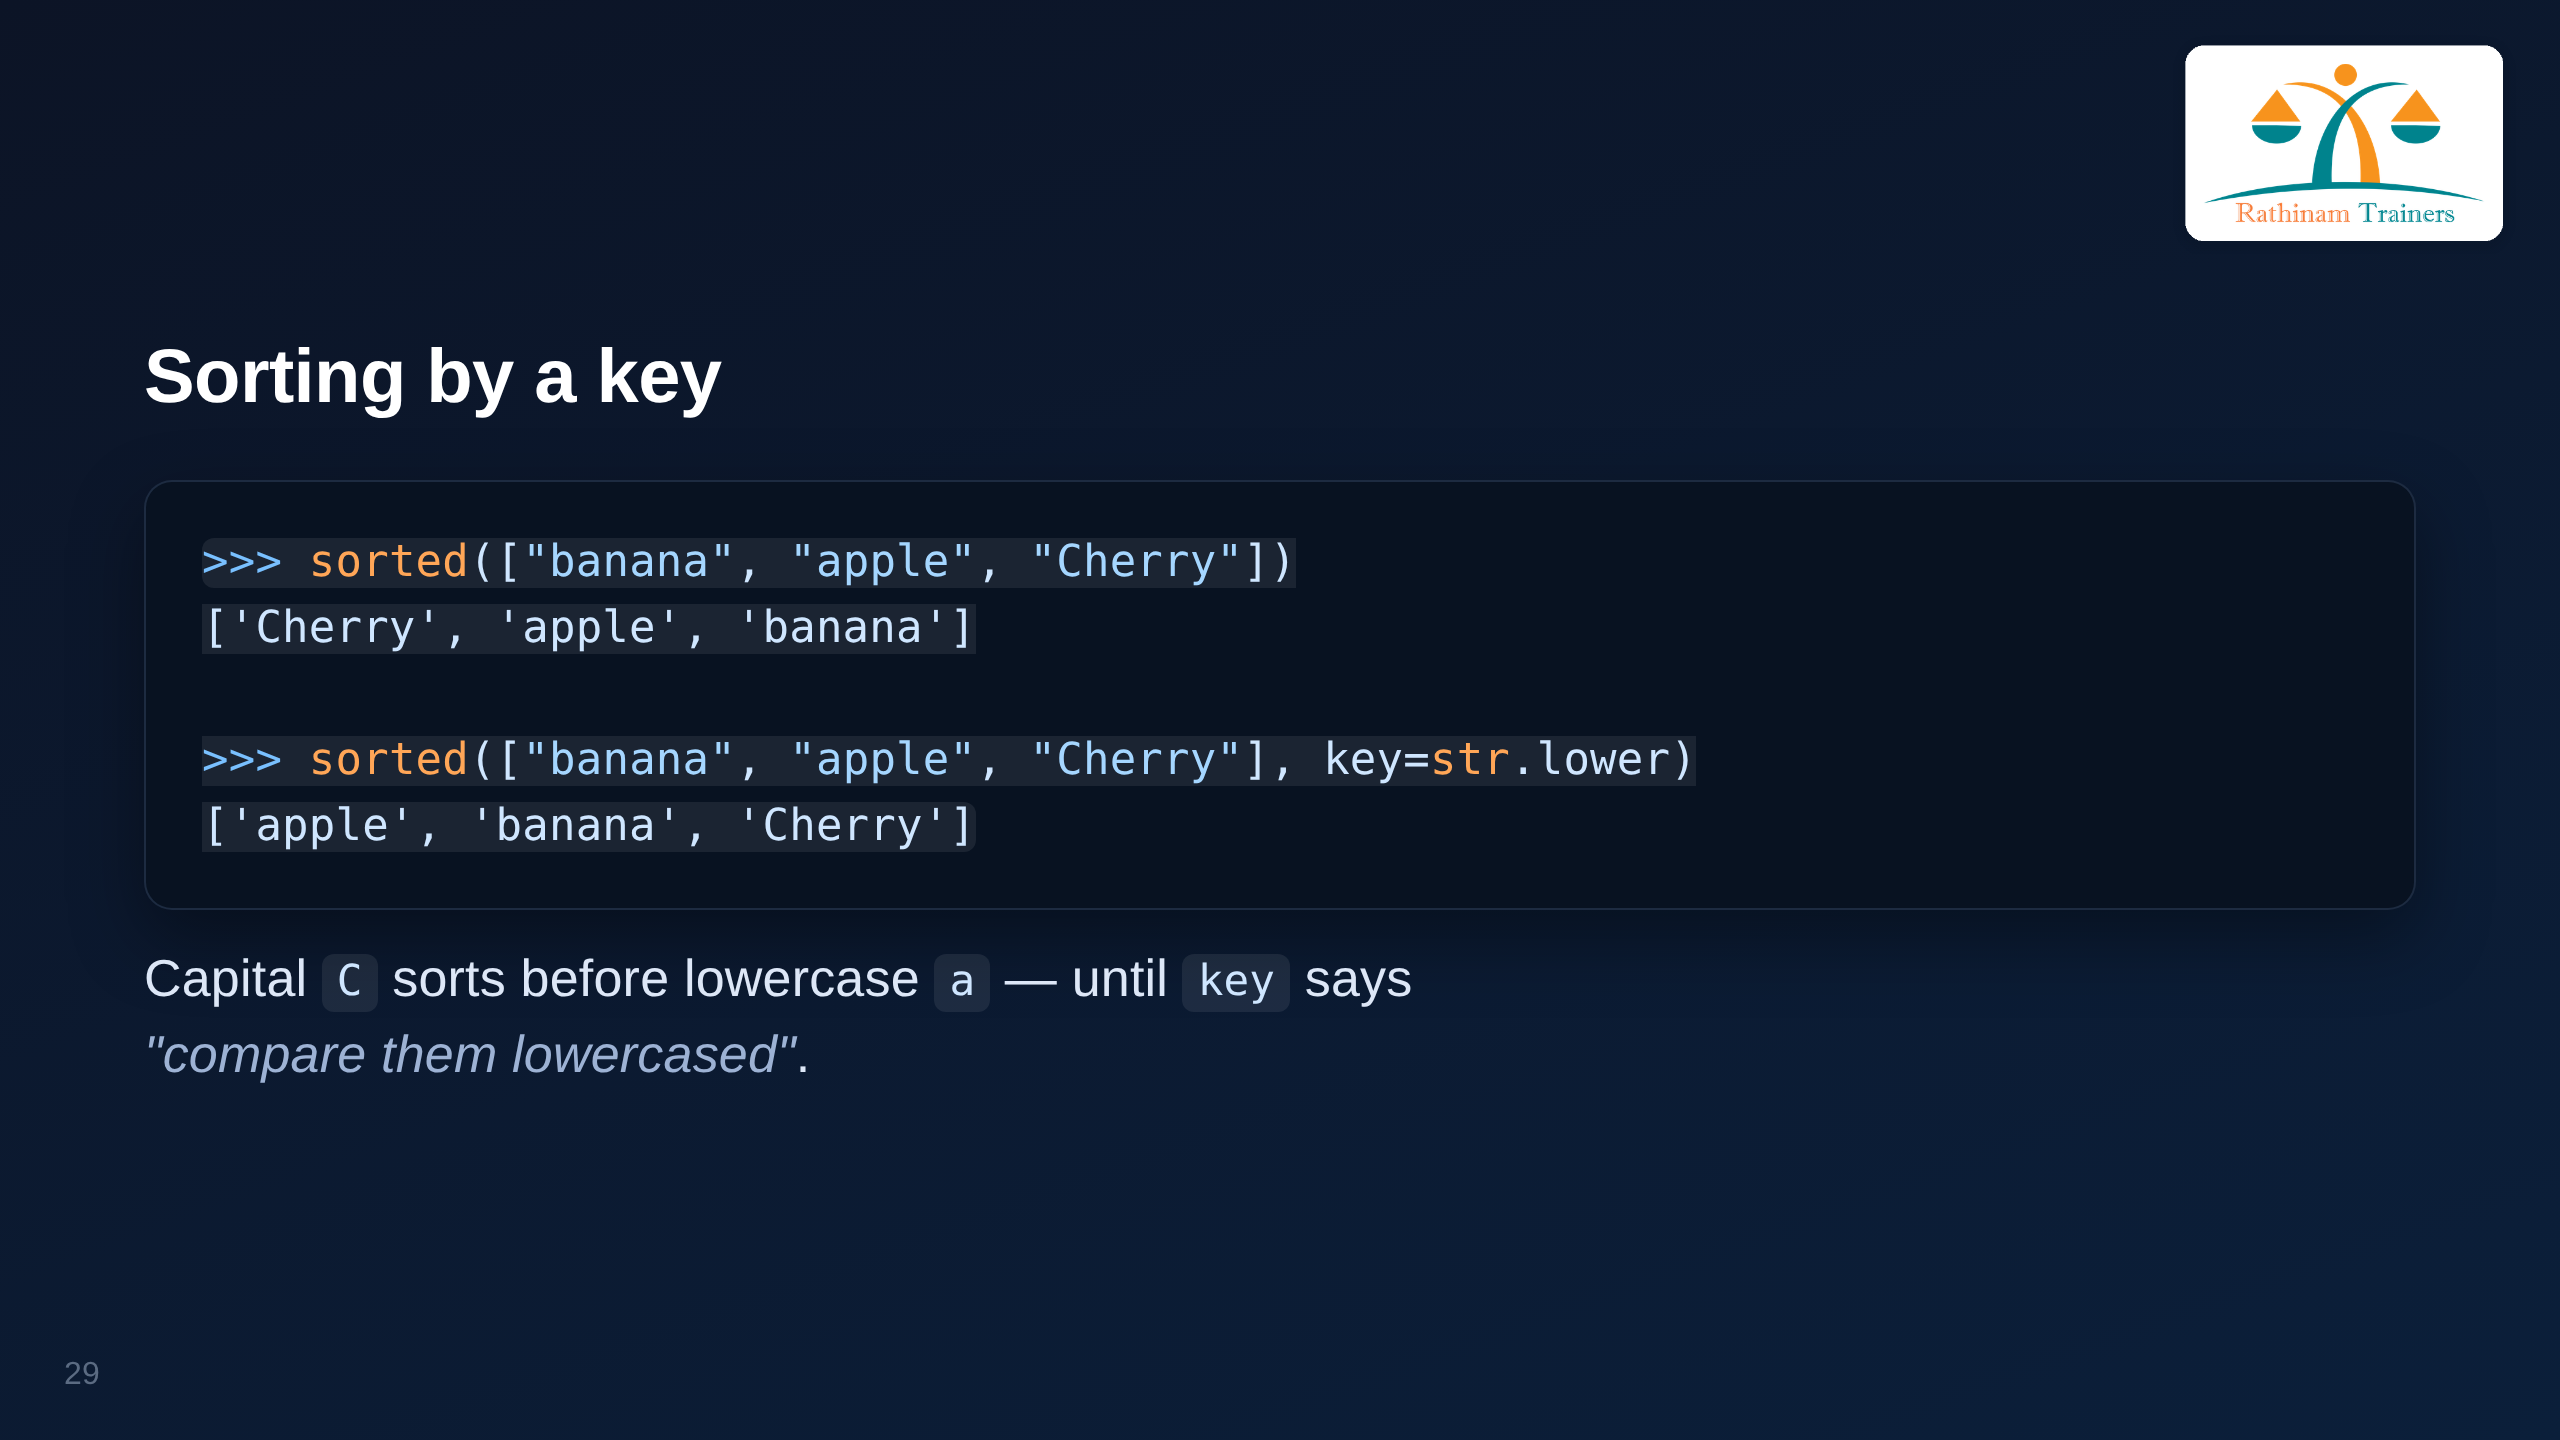 Rathinam Trainers
Sorting by a key
>>> sorted(["banana", "apple", "Cherry"])
['Cherry', 'apple', 'banana']
>>> sorted(["banana", "apple", "Cherry"], key=str.lower)
['apple', 'banana', 'Cherry']
Capital C sorts before lowercase a — until key says
"compare them lowercased".
29